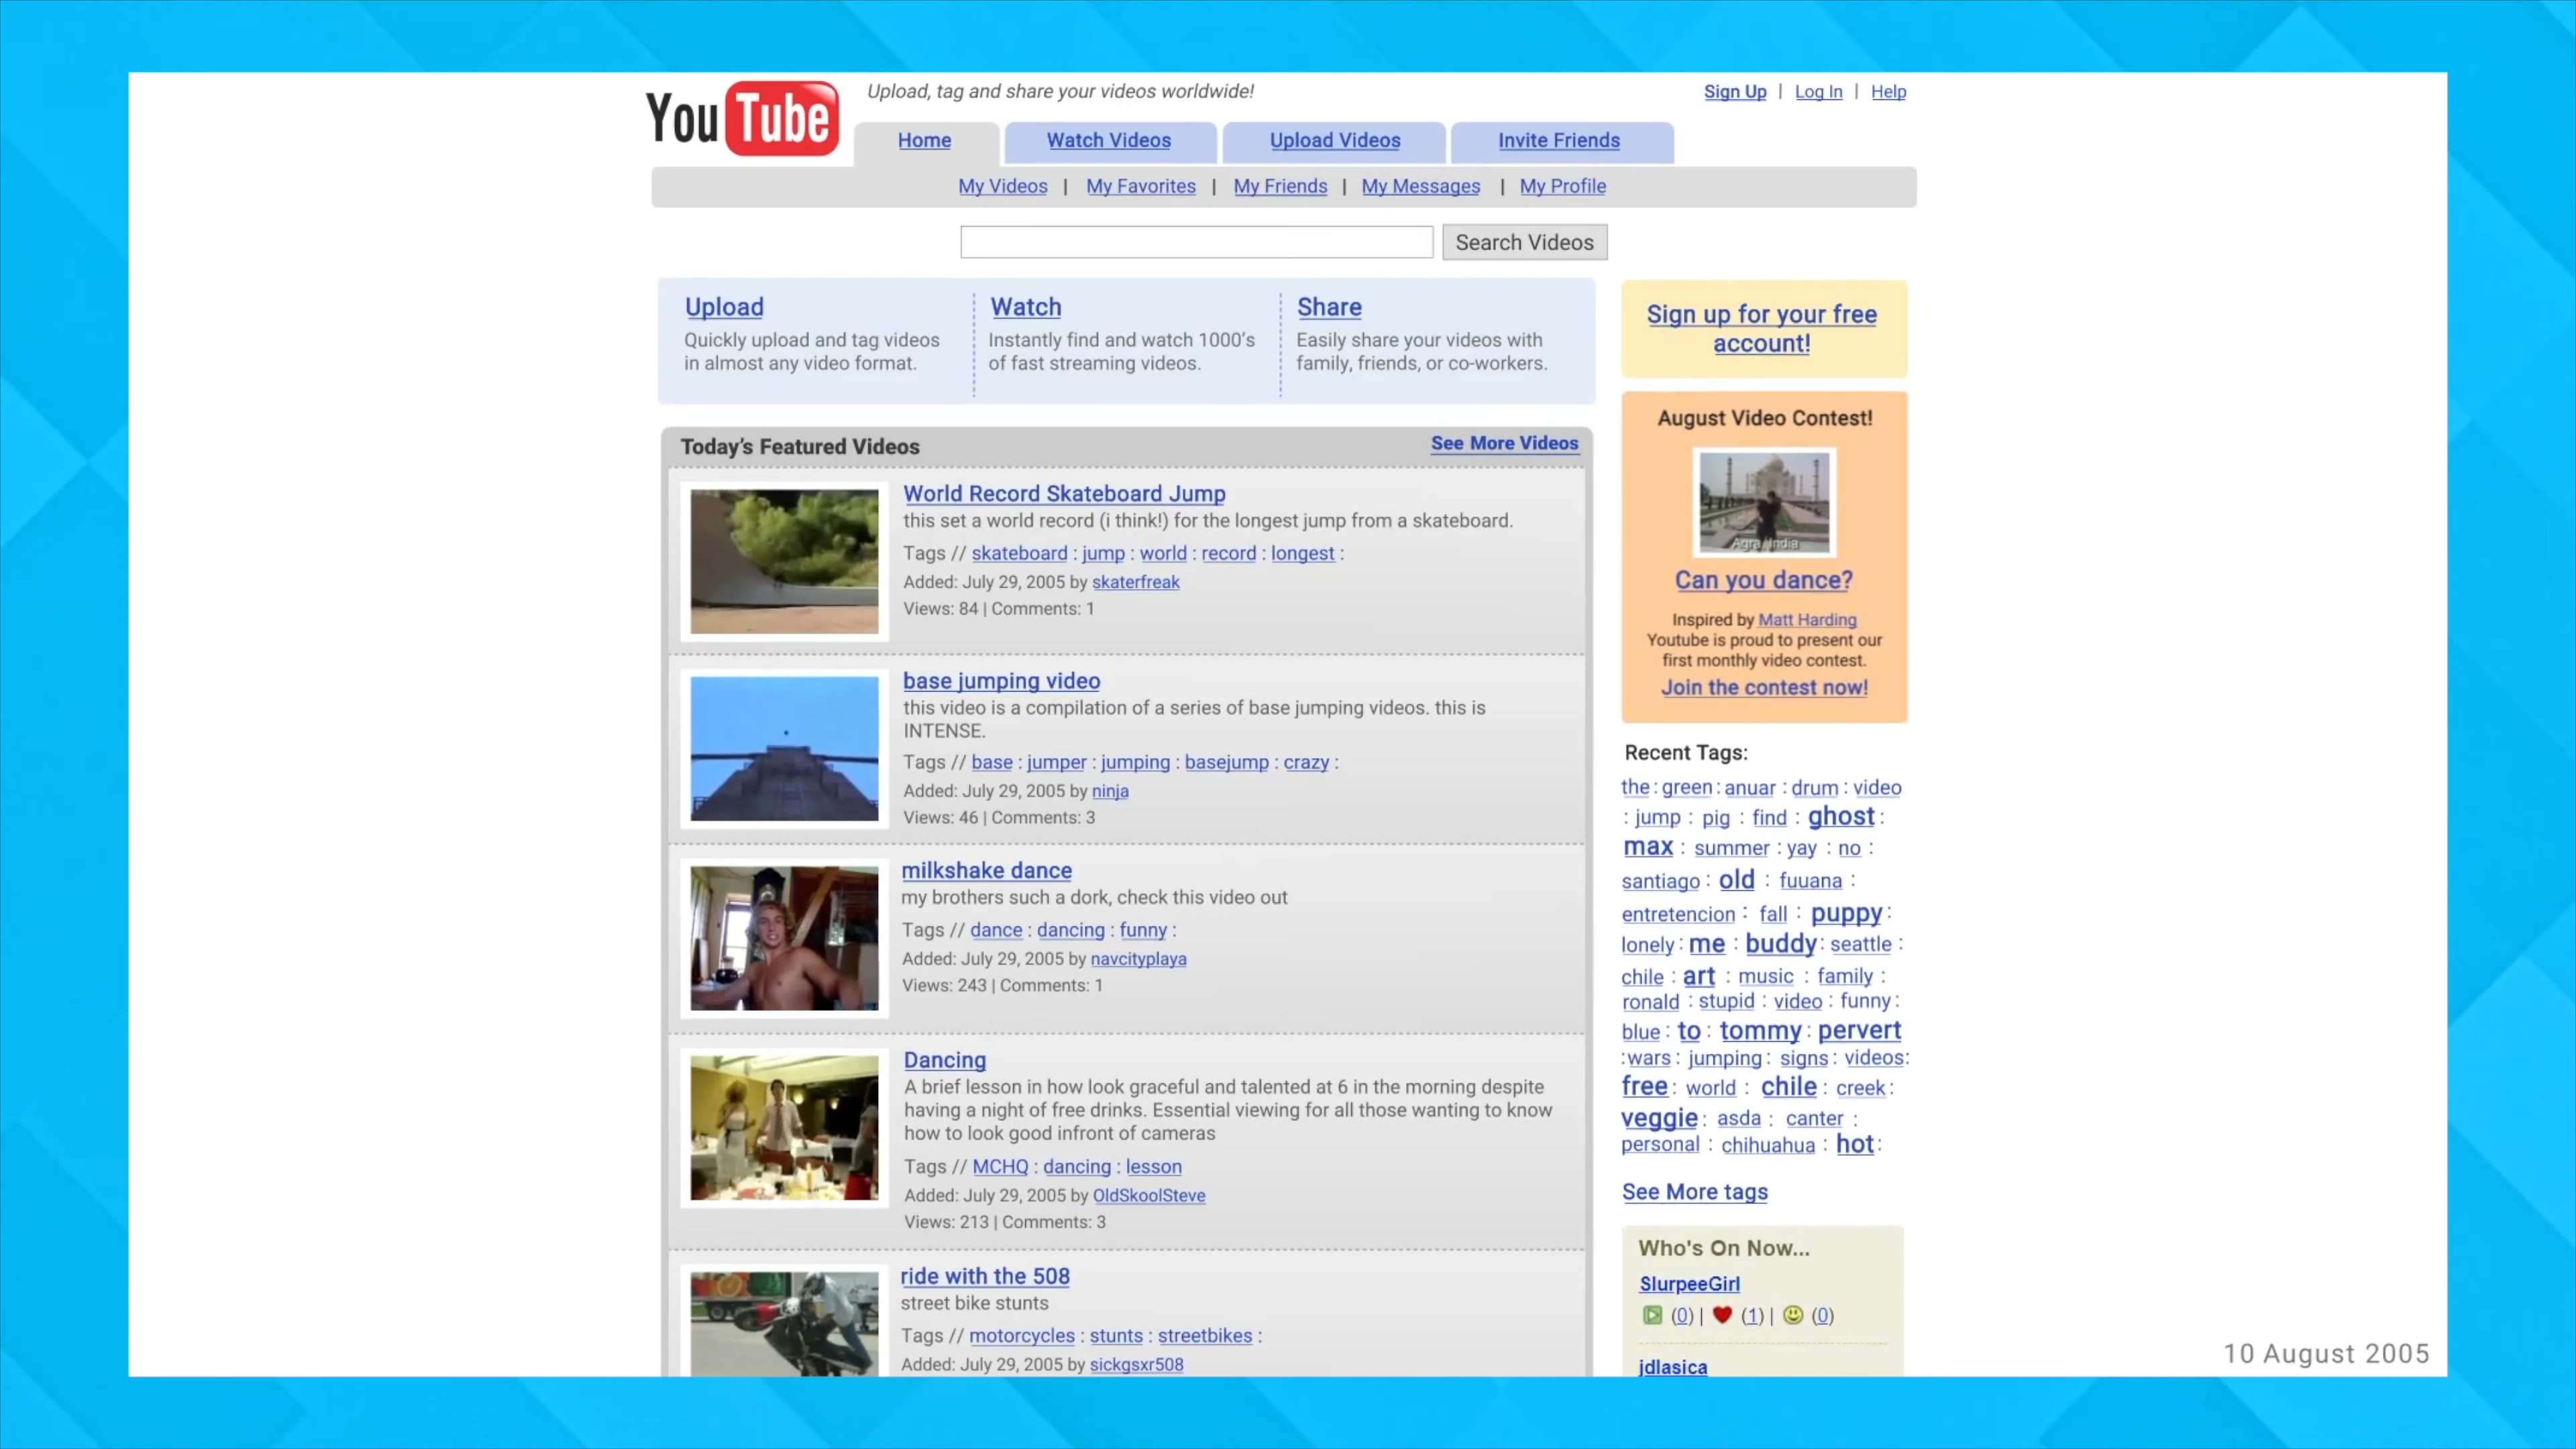 YouTube
Upload, tag and share your videos worldwide!
Sign Up | Log In | Help
Home
Watch Videos
Upload Videos
Invite Friends
My Videos | My Favorites | My Friends | My Messages | My Profile
Search Videos
Upload
Quickly upload and tag videos
in almost any video format.
Watch
Instantly find and watch 1000's
of fast streaming videos.
Share
Easily share your videos with
family, friends, or co-workers.
Today's Featured Videos
See More Videos
World Record Skateboard Jump
this set a world record (i think!) for the longest jump from a skateboard.
Tags // skateboard : jump : world : record : longest :
Added: July 29, 2005 by skaterfreak
Views: 84 | Comments: 1
base jumping video
this video is a compilation of a series of base jumping videos. this is
INTENSE.
Tags // base : jumper : jumping : basejump : crazy :
Added: July 29, 2005 by ninja
Views: 46 | Comments: 3
milkshake dance
my brothers such a dork, check this video out
Tags // dance : dancing : funny :
Added: July 29, 2005 by navcityplaya
Views: 243 | Comments: 1
Dancing
A brief lesson in how look graceful and talented at 6 in the morning despite
having a night of free drinks. Essential viewing for all those wanting to know
how to look good infront of cameras
Tags // MCHQ : dancing : lesson
Added: July 29, 2005 by OldSkoolSteve
Views: 213 | Comments: 3
ride with the 508
street bike stunts
Tags // motorcycles : stunts : streetbikes :
Added: July 29, 2005 by sickgsxr508
Sign up for your free
account!
August Video Contest!
Agra, India
Can you dance?
Inspired by Matt Harding
Youtube is proud to present our
first monthly video contest.
Join the contest now!
Recent Tags:
the : green : anuar : drum : video
: jump : pig : find : ghost :
max : summer : yay : no :
santiago : old : fuuana :
entretencion : fall : puppy :
lonely : me : buddy : seattle :
chile : art : music : family :
ronald : stupid : video : funny :
blue : to : tommy : pervert
: wars : jumping : signs : videos :
free : world : chile : creek :
veggie : asda : canter :
personal : chihuahua : hot :
See More tags
Who's On Now...
SlurpeeGirl
(0) | (1) | (0)
jdlasica
10 August 2005